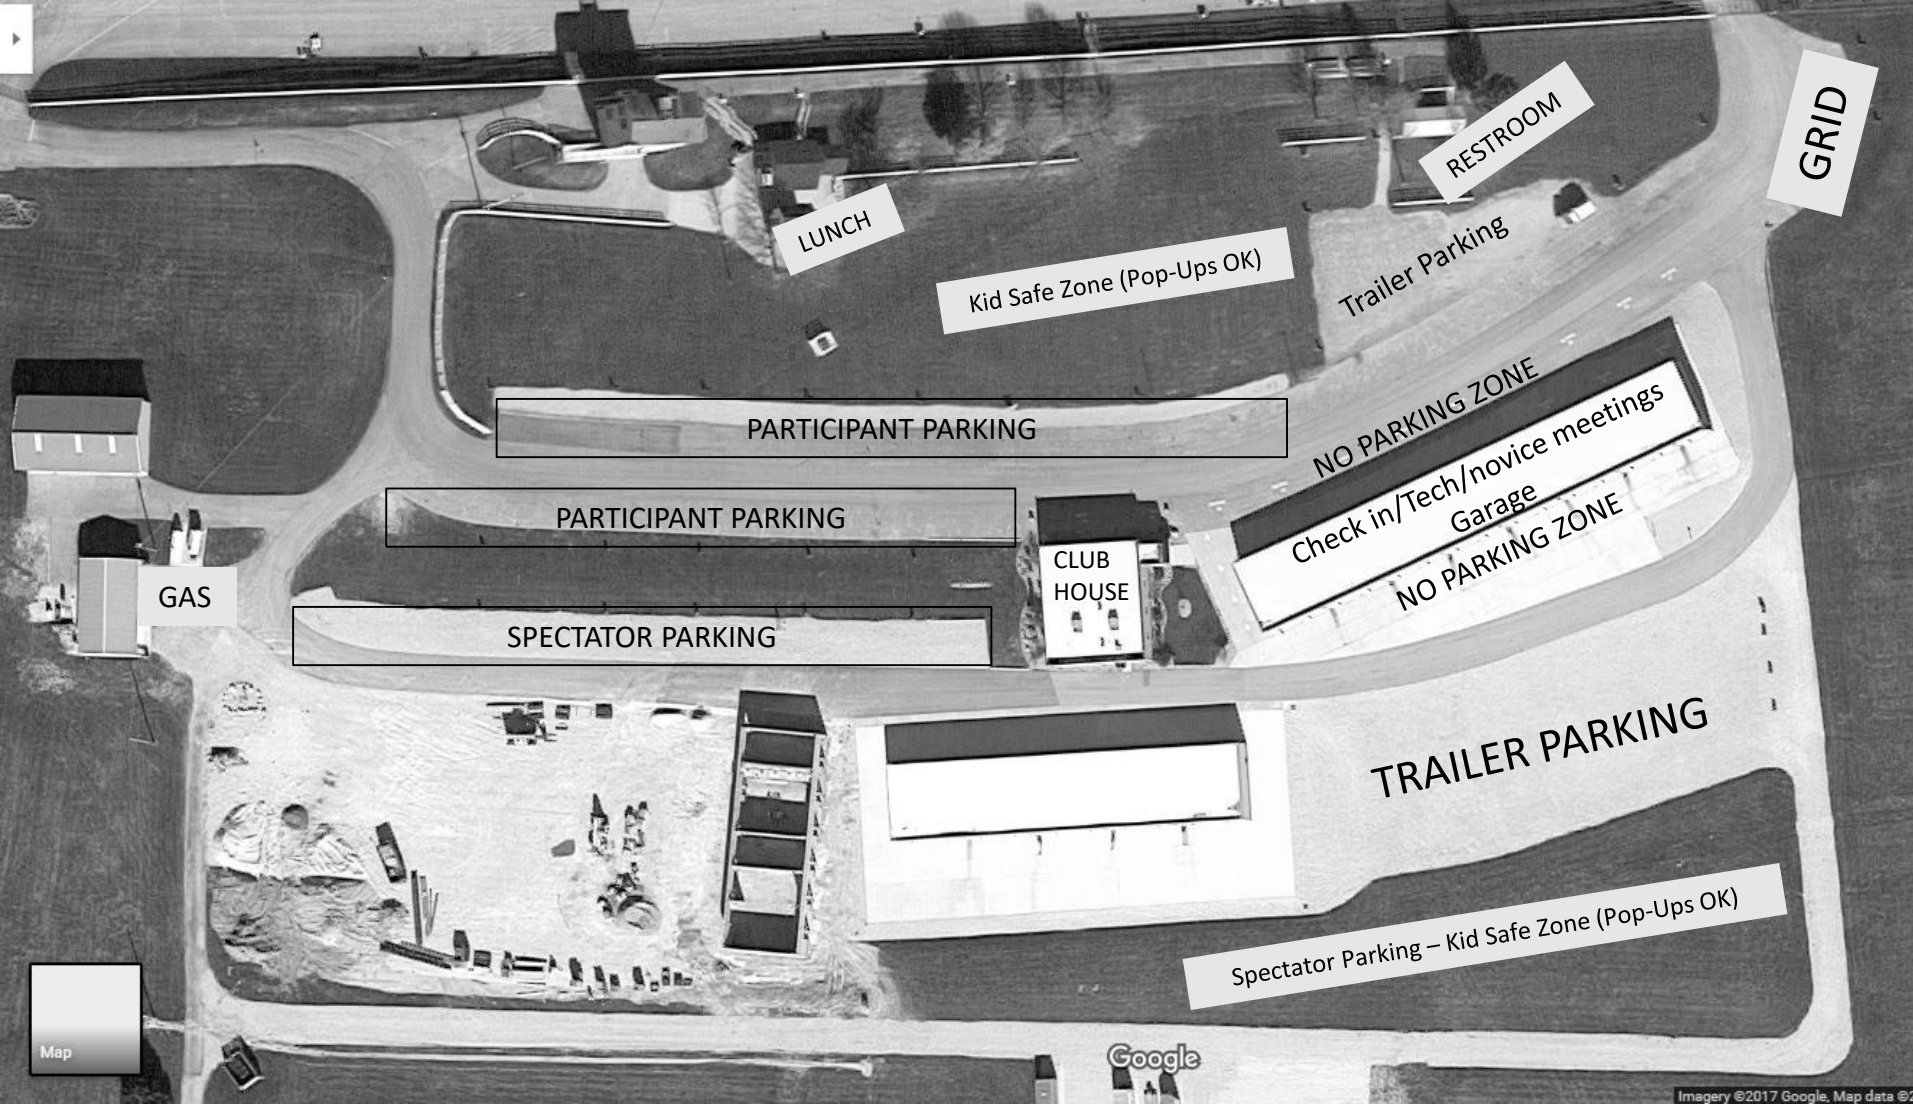 GRID
RESTROOM
LUNCH
Trailer Parking
Kid Safe Zone (Pop-Ups OK)
NO PARKING ZONE
PARTICIPANT PARKING
Check in/Tech/novice meetings
Garage
NO PARKING ZONE
PARTICIPANT PARKING
CLUB
HOUSE
GAS
SPECTATOR PARKING
TRAILER PARKING
Spectator Parking – Kid Safe Zone (Pop-Ups OK)
Map
Google
Imagery ©2017 Google, Map data ©2